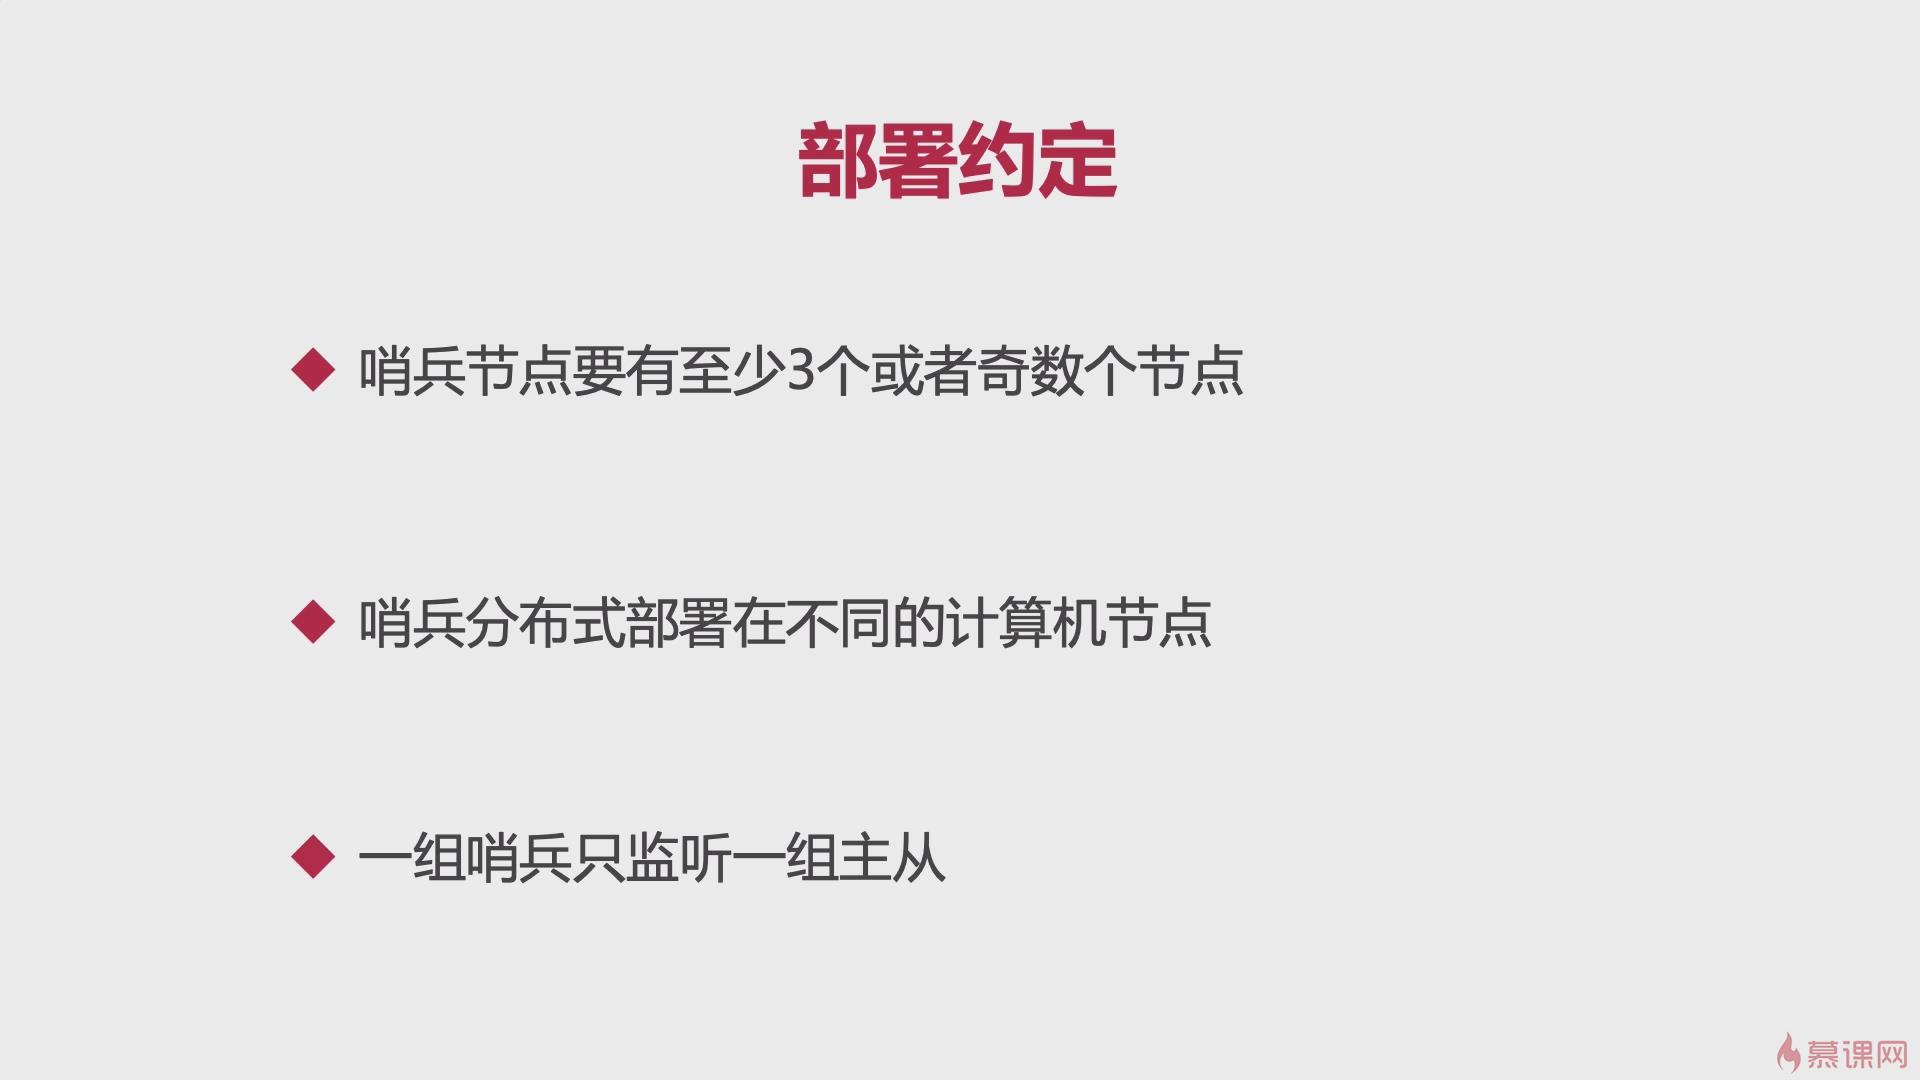 部署约定
哨兵节点要有至少3个或者奇数个节点
哨兵分布式部署在不同的计算机节点
一组哨兵只监听一组主从
慕课网